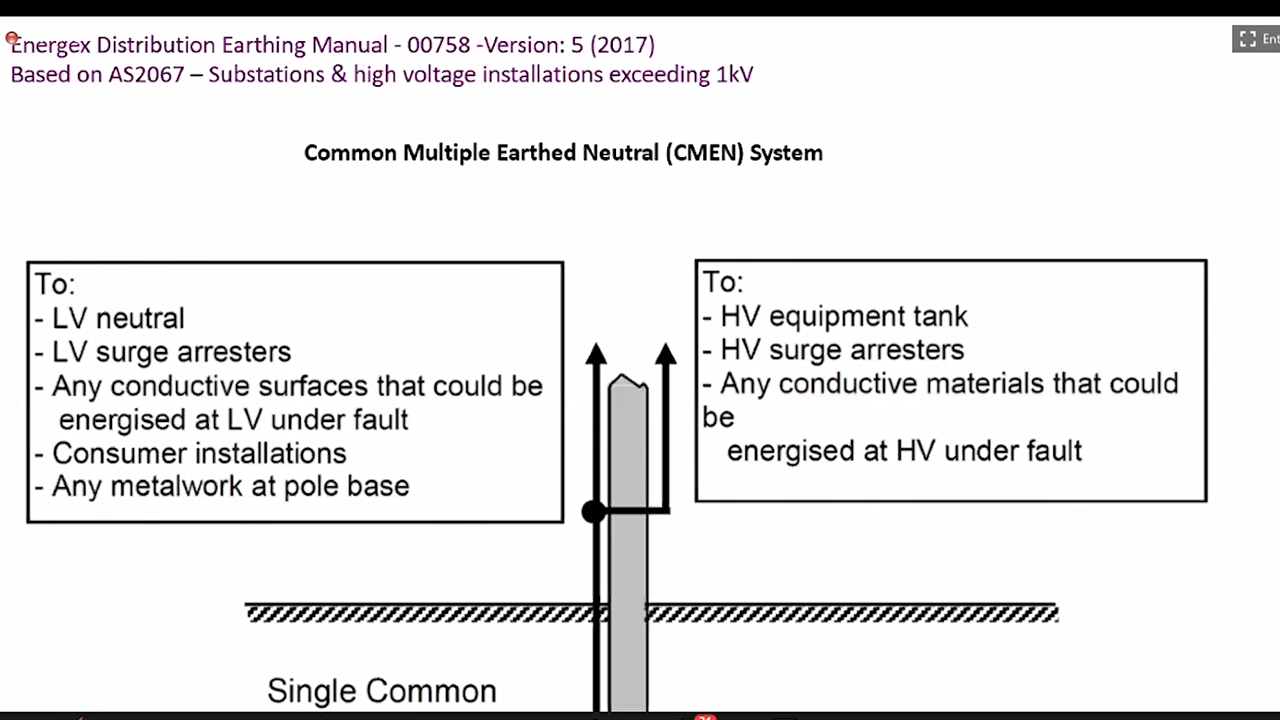 Energex Distribution Earthing Manual - 00758 -Version: 5 (2017)
Based on AS2067 – Substations & high voltage installations exceeding 1kV
Ent
Common Multiple Earthed Neutral (CMEN) System
To:
- LV neutral
- LV surge arresters
- Any conductive surfaces that could be
energised at LV under fault
- Consumer installations
- Any metalwork at pole base
To:
- HV equipment tank
- HV surge arresters
- Any conductive materials that could
be
energised at HV under fault
Single Common